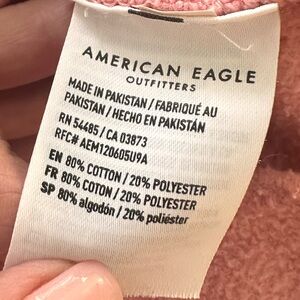 AMERICAN EAGLE
OUTFITTERS
MADE IN PAKISTAN / FABRIQUÉ AU
PAKISTAN / HECHO EN PAKISTÁN
RN 54485 / CA 03873
RFC# AEM120605U9A
EN 80% COTTON / 20% POLYESTER
FR 80% COTON / 20% POLYESTER
SP 80% algodón / 20% poliéster